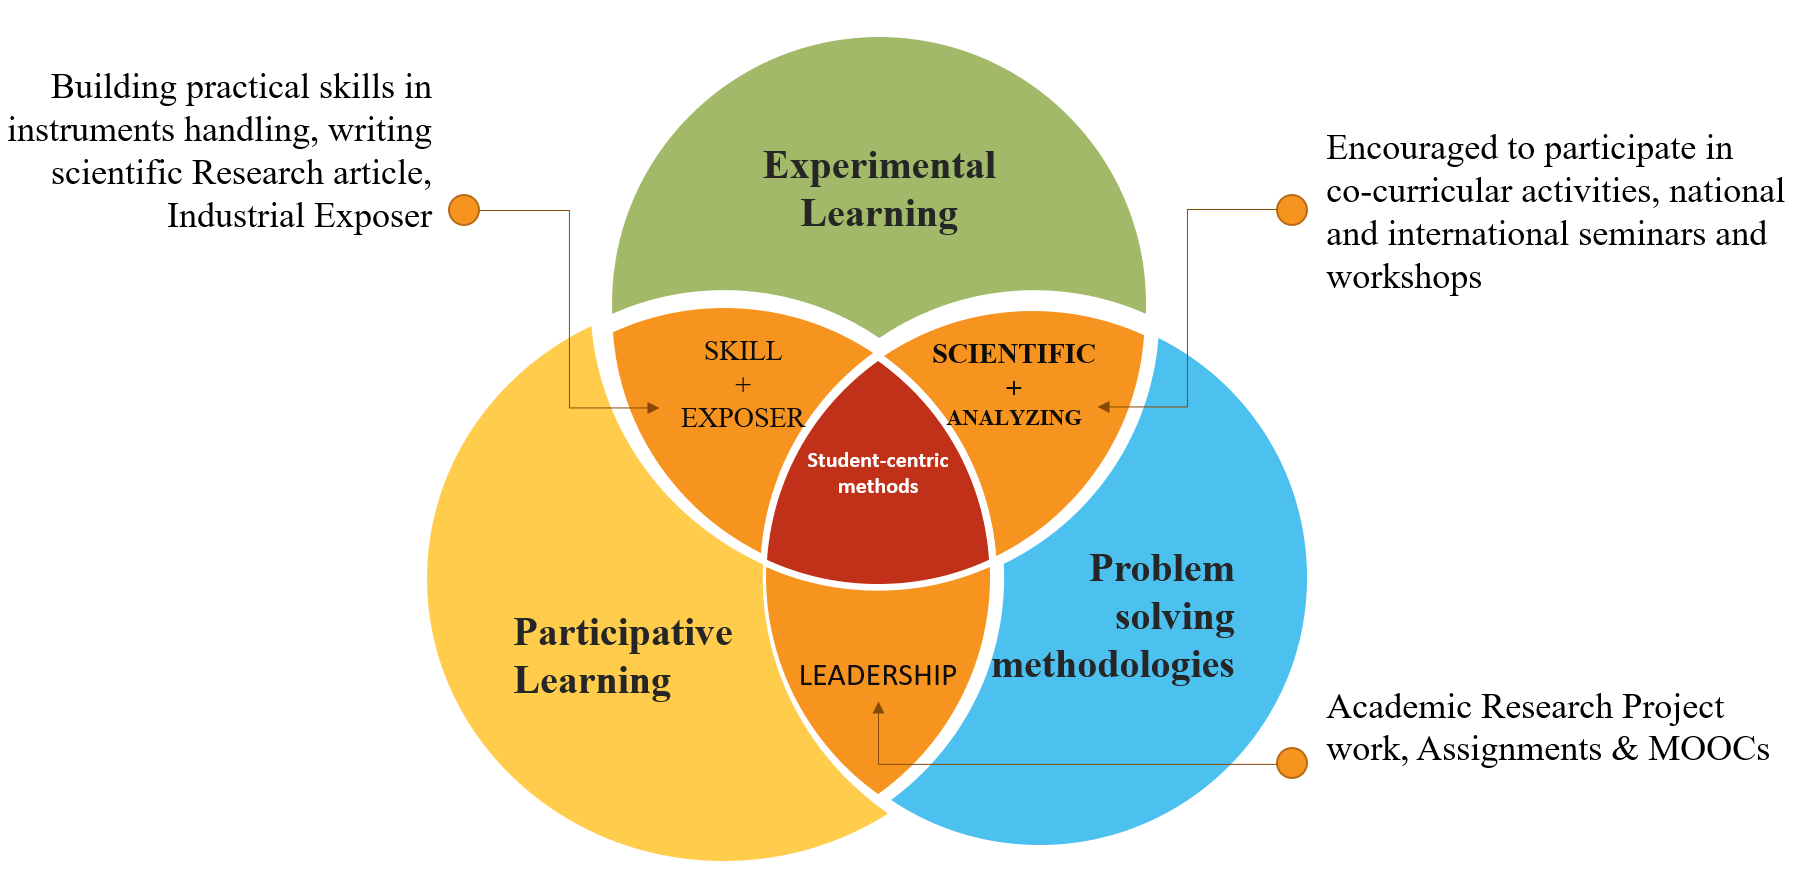 Building practical skills in
instruments handling, writing
scientific Research article,
Industrial Exposer
Experimental
Learning
Encouraged to participate in
co-curricular activities, national
and international seminars and
workshops
SKILL
+
EXPOSER
SCIENTIFIC
+
ANALYZING
Student-centric
methods
Participative
Learning
Problem
solving
methodologies
LEADERSHIP
Academic Research Project
work, Assignments & MOOCs